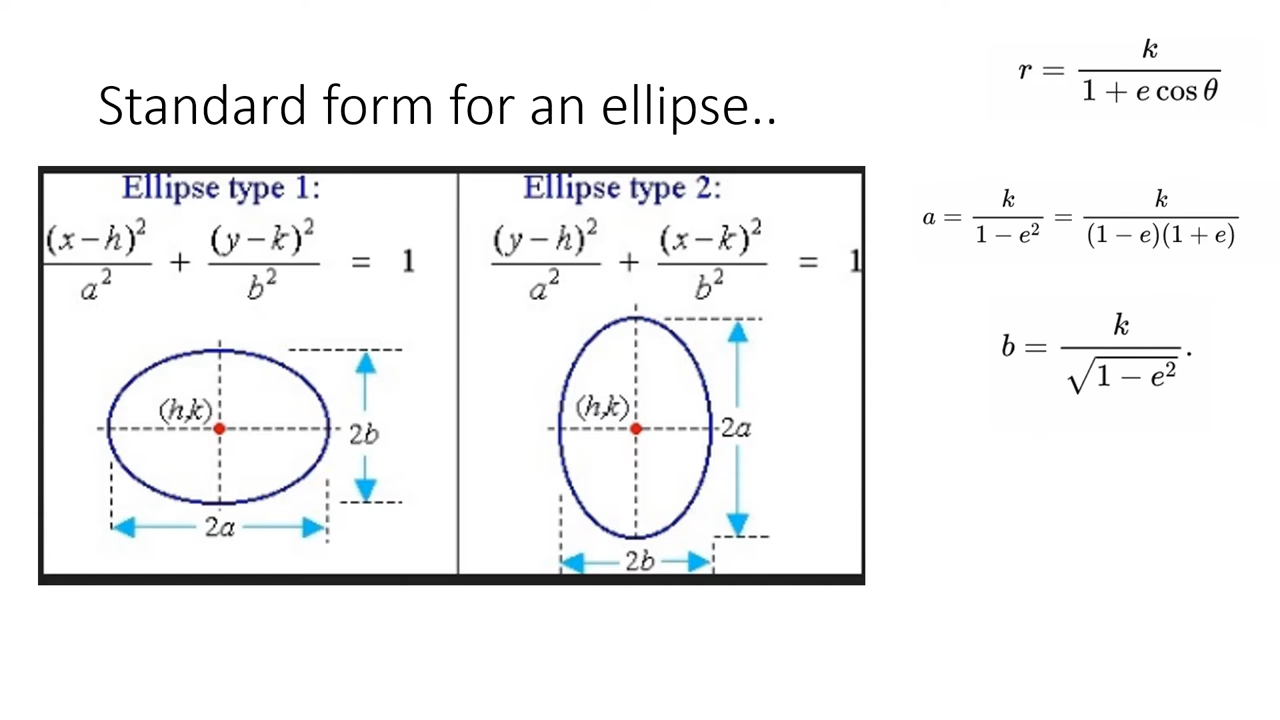 Standard form for an ellipse..
Ellipse type 1:
(x−h)²/a² + (y−k)²/b² = 1
(h,k)
2b
2a
Ellipse type 2:
(y−h)²/a² + (x−k)²/b² = 1
(h,k)
2a
2b
r = k/(1 + e cos θ)
a = k/(1 − e²) = k/((1 − e)(1 + e))
b = k/√(1 − e²).